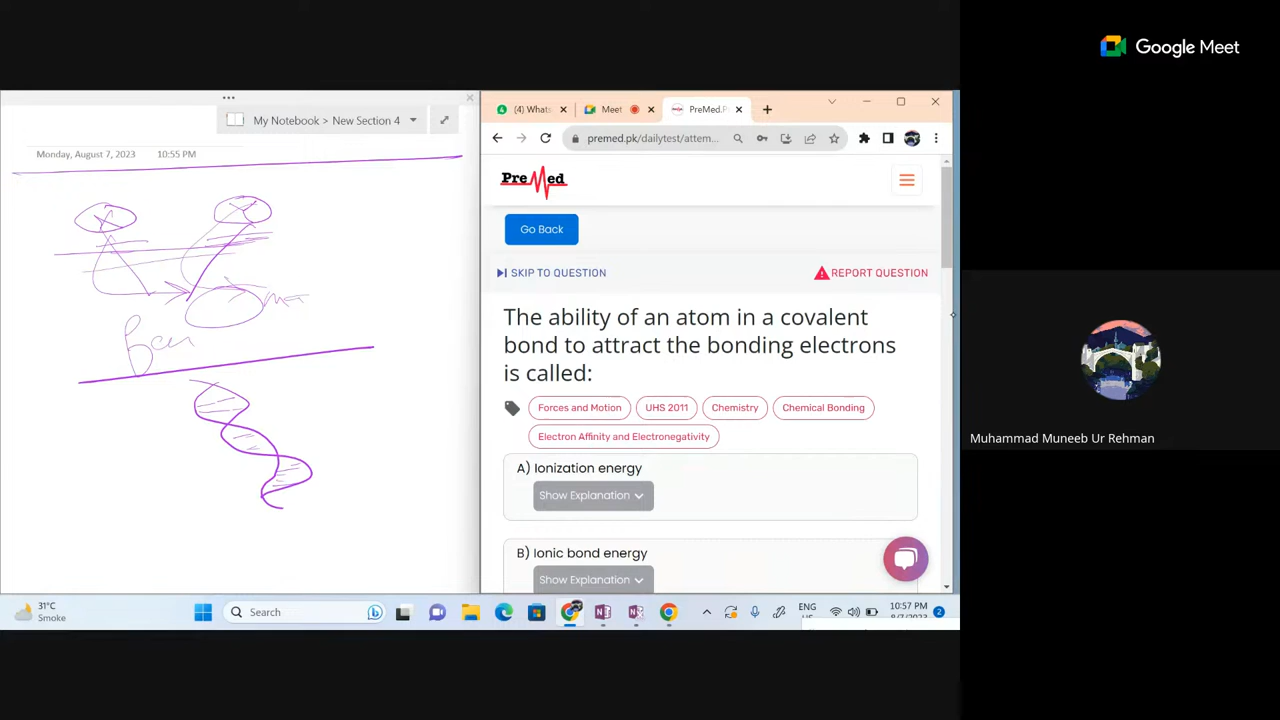 Google Meet
My Notebook > New Section 4
Monday, August 7, 2023 10:55 PM
(4) Whats
Meet
PreMed.P
premed.pk/dailytest/attem...
PreMed
Go Back
SKIP TO QUESTION
REPORT QUESTION
The ability of an atom in a covalent
bond to attract the bonding electrons
is called:
Forces and Motion
UHS 2011
Chemistry
Chemical Bonding
Electron Affinity and Electronegativity
A) Ionization energy
Show Explanation
B) Ionic bond energy
Show Explanation
Muhammad Muneeb Ur Rehman
31°C
Smoke
Search
ENG
10:57 PM
8/7/2023
2